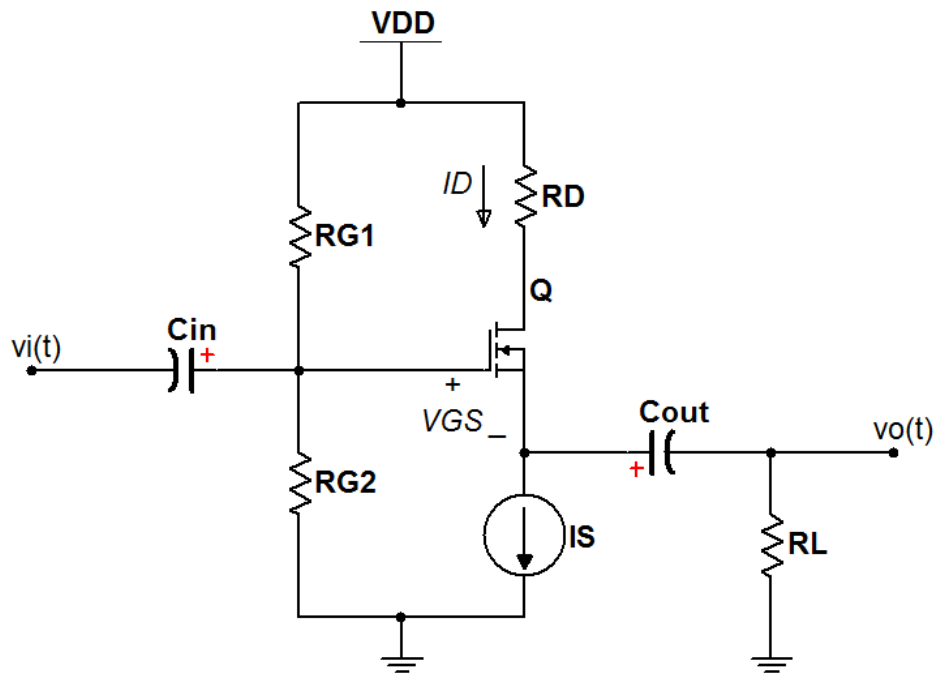 VDD
ID
RD
RG1
Q
Cin
vi(t)
+
+
VGS
_
Cout
vo(t)
+
RG2
IS
RL